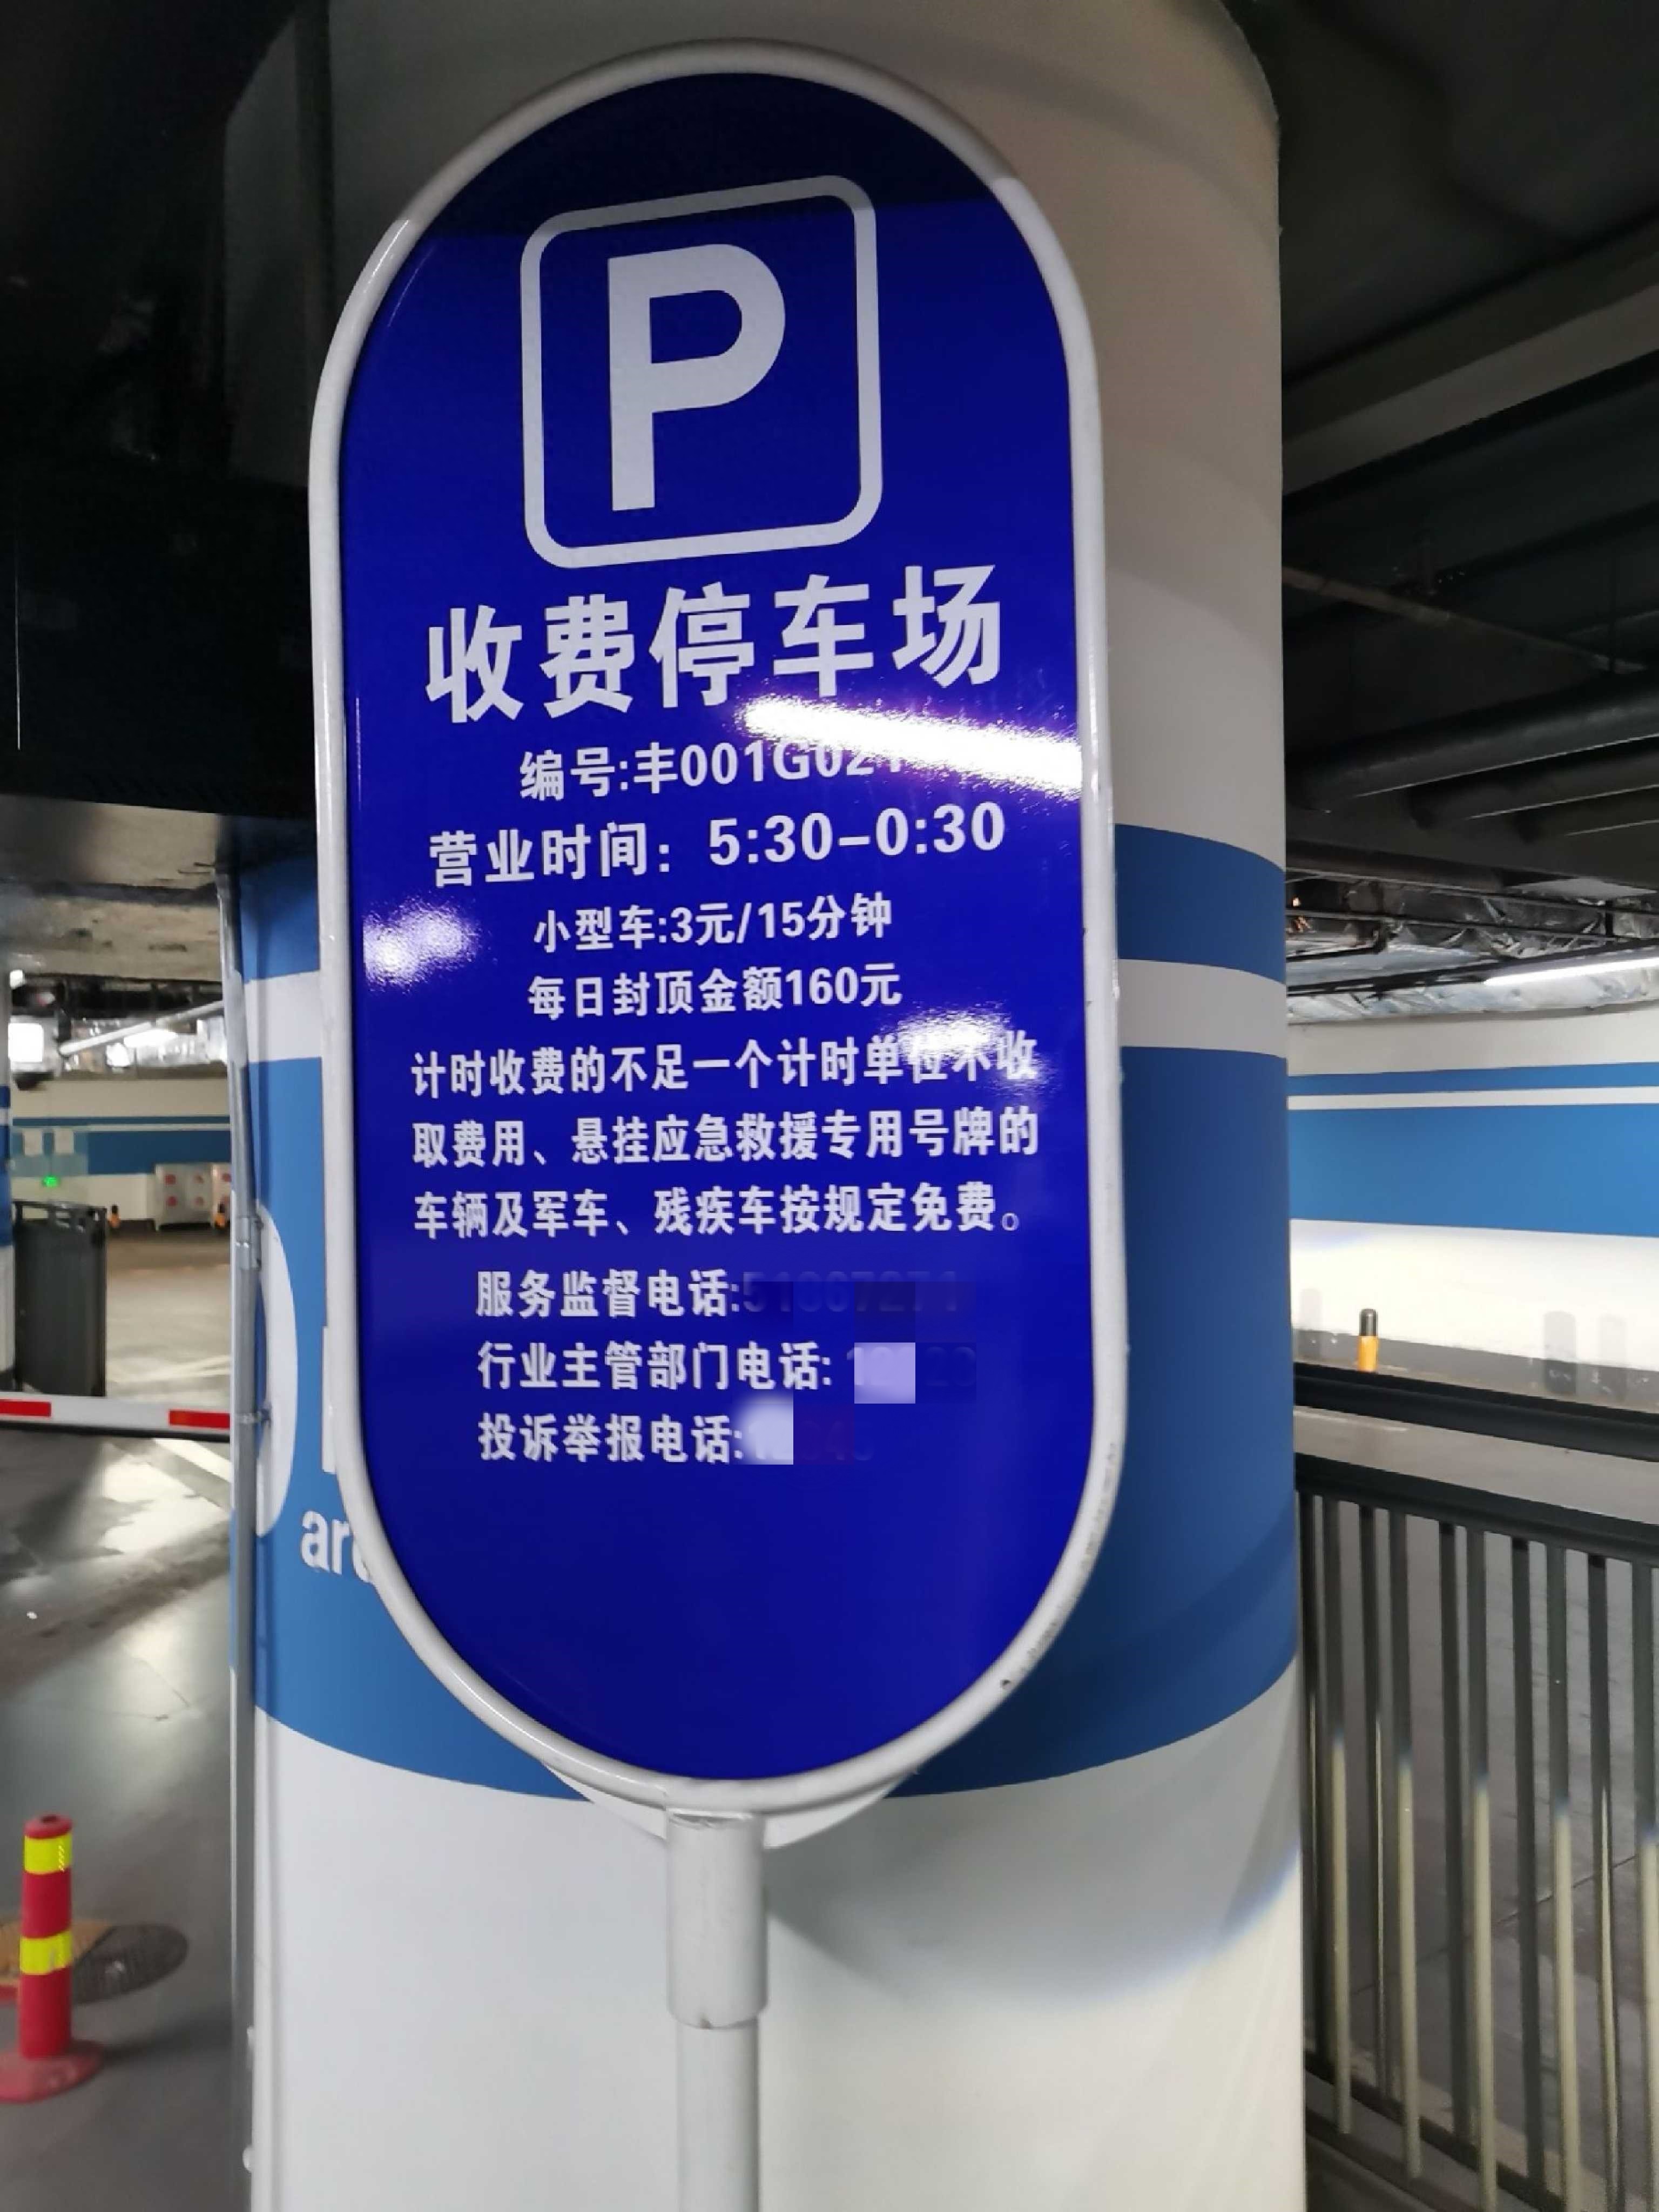 P
收费停车场
编号:丰001G02
营业时间：5:30-0:30
小型车:3元/15分钟
每日封顶金额160元
计时收费的不足一个计时单位不收
取费用、悬挂应急救援专用号牌的
车辆及军车、残疾车按规定免费。
服务监督电话:
行业主管部门电话:
投诉举报电话: